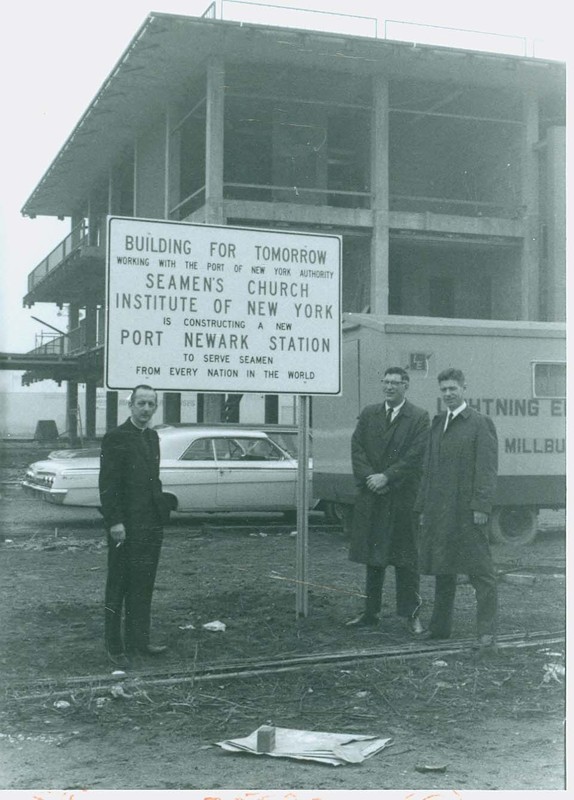 BUILDING FOR TOMORROW
WORKING WITH THE PORT OF NEW YORK AUTHORITY
SEAMEN'S CHURCH
INSTITUTE OF NEW YORK
IS CONSTRUCTING A NEW
PORT NEWARK STATION
TO SERVE SEAMEN
FROM EVERY NATION IN THE WORLD
MILLBU